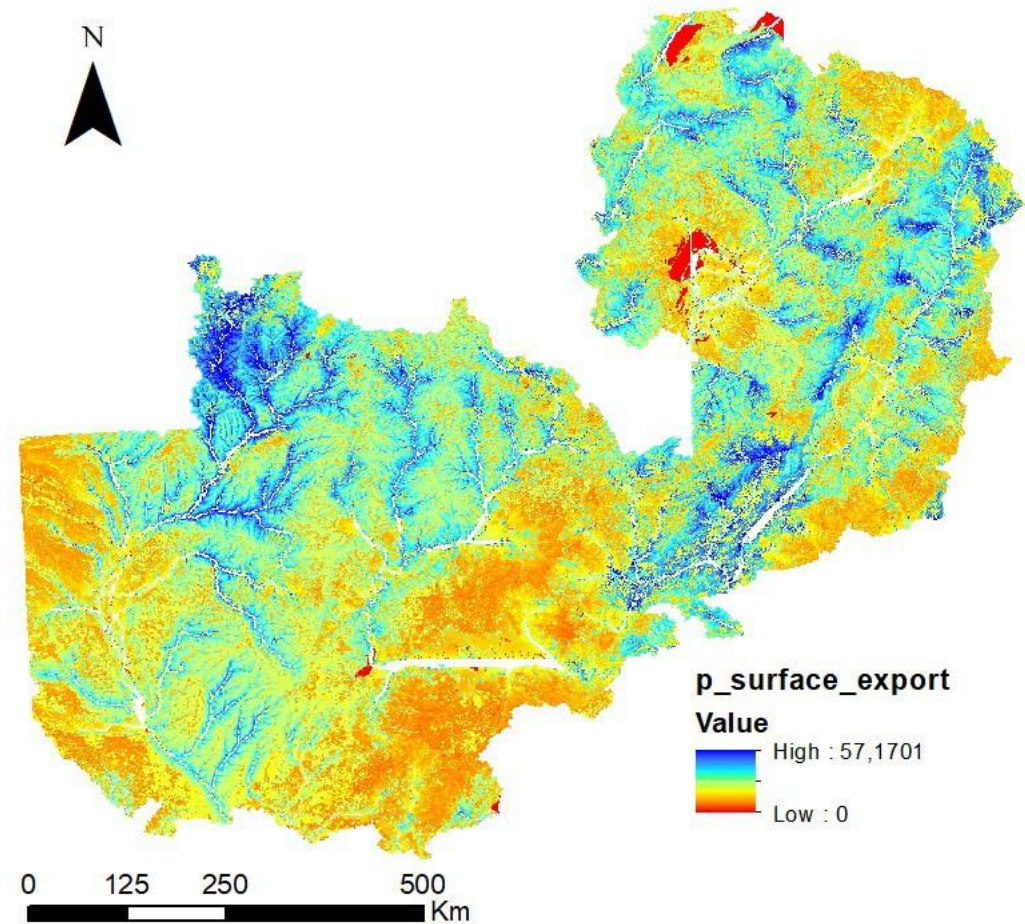 N
p_surface_export
Value
High : 57,1701
Low : 0
0 125 250 500
Km